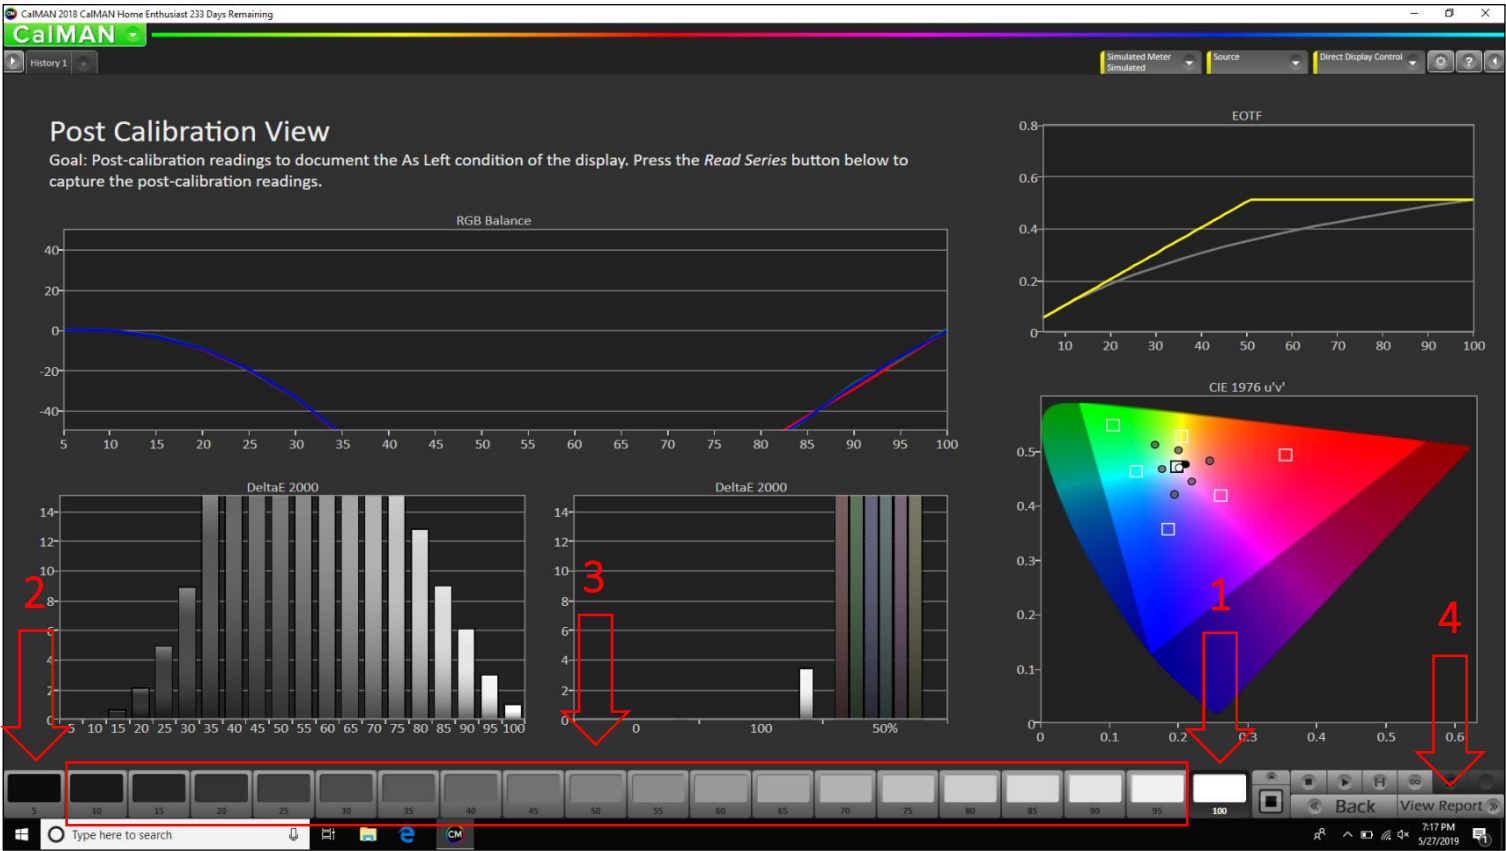 CalMAN 2018 CalMAN Home Enthusiast 233 Days Remaining
CalMAN
History 1
Simulated Meter
Simulated
Source
Direct Display Control
Post Calibration View
Goal: Post-calibration readings to document the As Left condition of the display. Press the Read Series button below to
capture the post-calibration readings.
RGB Balance
40
20
0
-20
-40
5 10 15 20 25 30 35 40 45 50 55 60 65 70 75 80 85 90 95 100
EOTF
0.8
0.6
0.4
0.2
0
10 20 30 40 50 60 70 80 90 100
DeltaE 2000
14
12
10
8
6
4
2
0
5 10 15 20 25 30 35 40 45 50 55 60 65 70 75 80 85 90 95 100
DeltaE 2000
14
12
10
8
6
4
2
0
0 100 50%
CIE 1976 u'v'
0.5
0.4
0.3
0.2
0.1
0
0 0.1 0.2 0.3 0.4 0.5 0.6
2
3
1
4
5 10 15 20 25 30 35 40 45 50 55 60 65 70 75 80 85 90 95 100
Back
View Report
Type here to search
CM
7:17 PM
5/27/2019
1